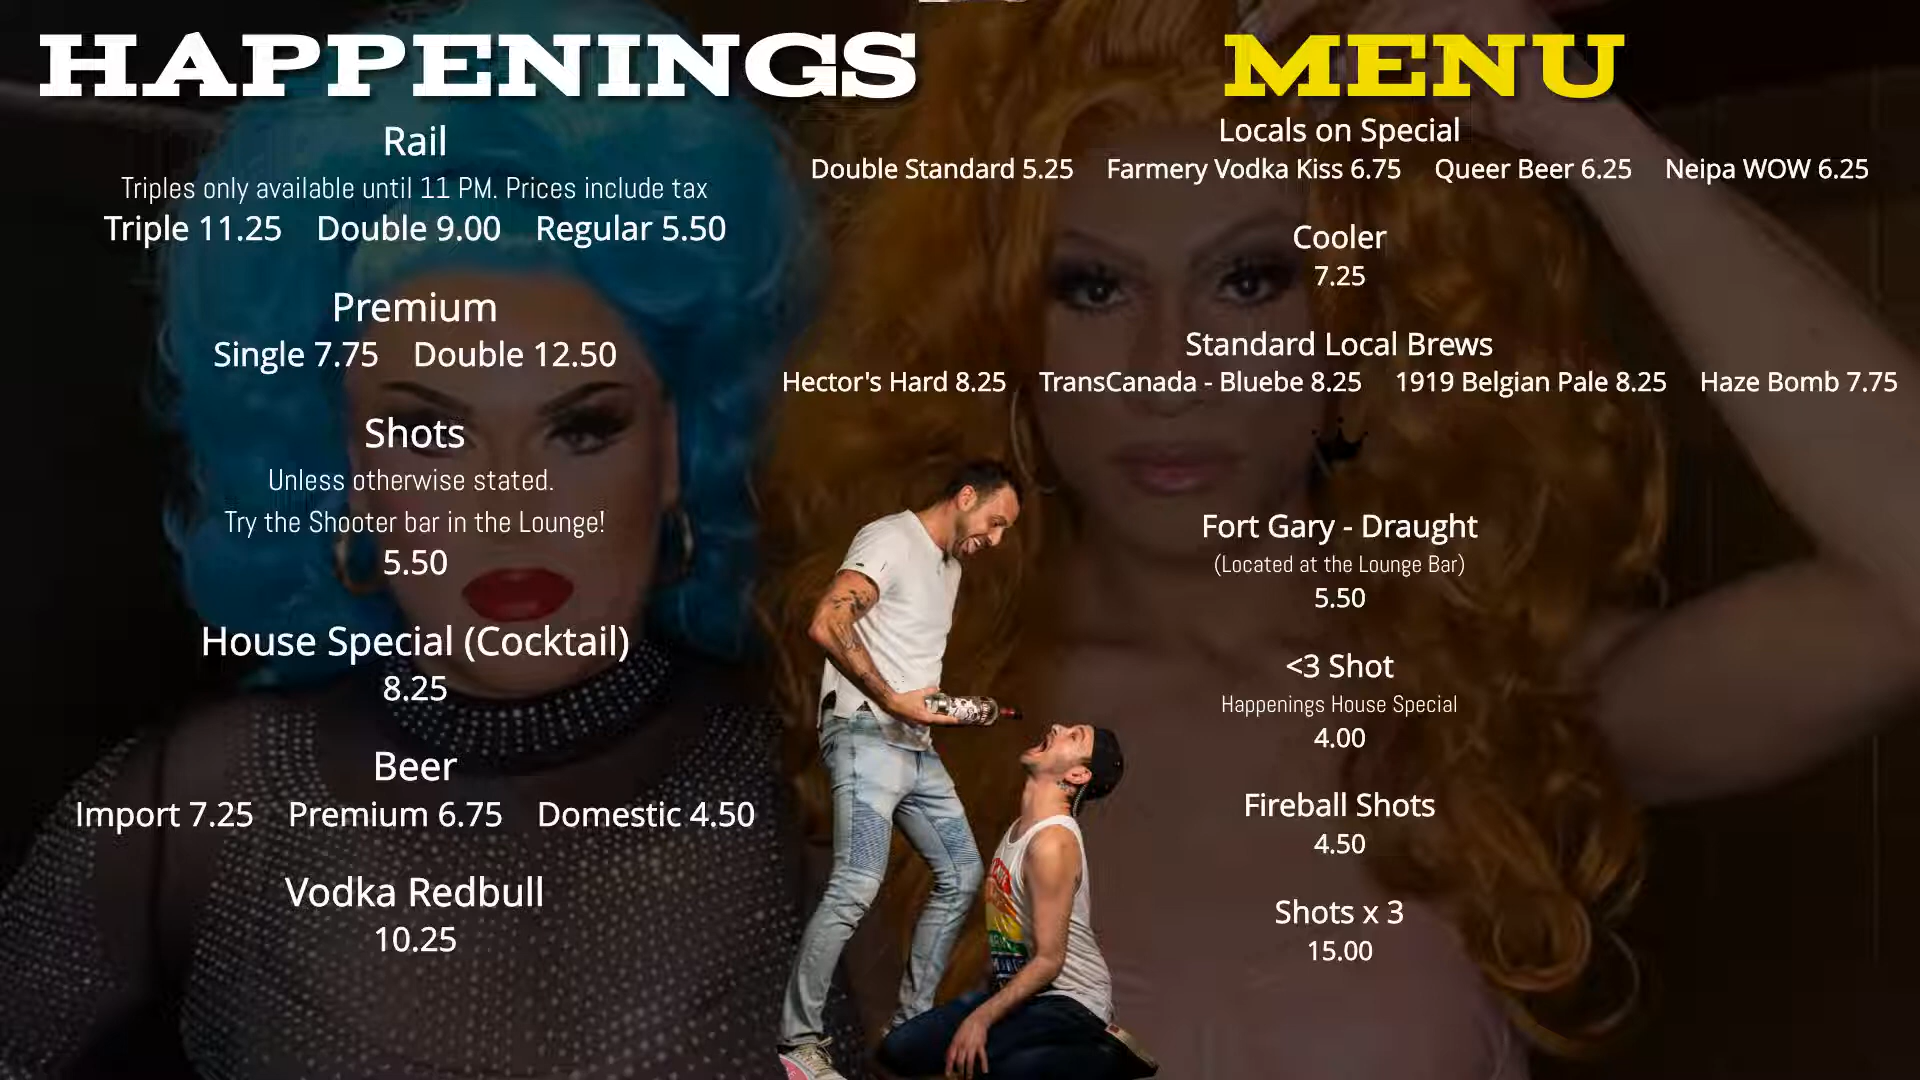 HAPPENINGS
Rail
Triples only available until 11 PM. Prices include tax
Triple 11.25 Double 9.00 Regular 5.50
Premium
Single 7.75 Double 12.50
Shots
Unless otherwise stated.
Try the Shooter bar in the Lounge!
5.50
House Special (Cocktail)
8.25
Beer
Import 7.25 Premium 6.75 Domestic 4.50
Vodka Redbull
10.25
MENU
Locals on Special
Double Standard 5.25 Farmery Vodka Kiss 6.75 Queer Beer 6.25 Neipa WOW 6.25
Cooler
7.25
Standard Local Brews
Hector's Hard 8.25 TransCanada - Bluebe 8.25 1919 Belgian Pale 8.25 Haze Bomb 7.75
Fort Gary - Draught
(Located at the Lounge Bar)
5.50
<3 Shot
Happenings House Special
4.00
Fireball Shots
4.50
Shots x 3
15.00